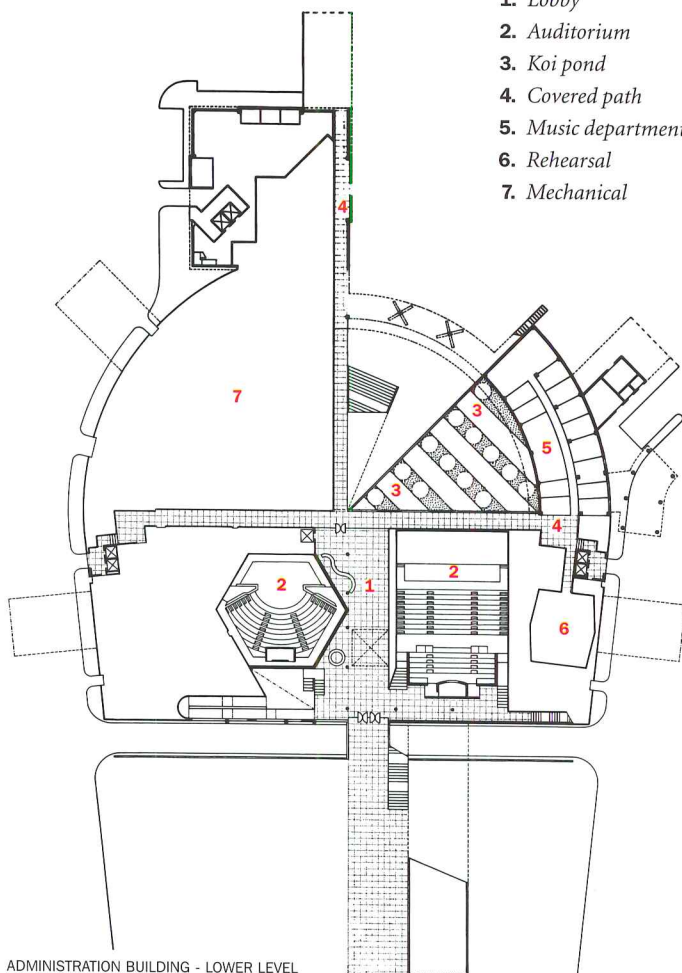 1. Lobby
2. Auditorium
3. Koi pond
4. Covered path
5. Music department
6. Rehearsal
7. Mechanical
4
7
3
5
3
4
2
1
2
6
ADMINISTRATION BUILDING - LOWER LEVEL